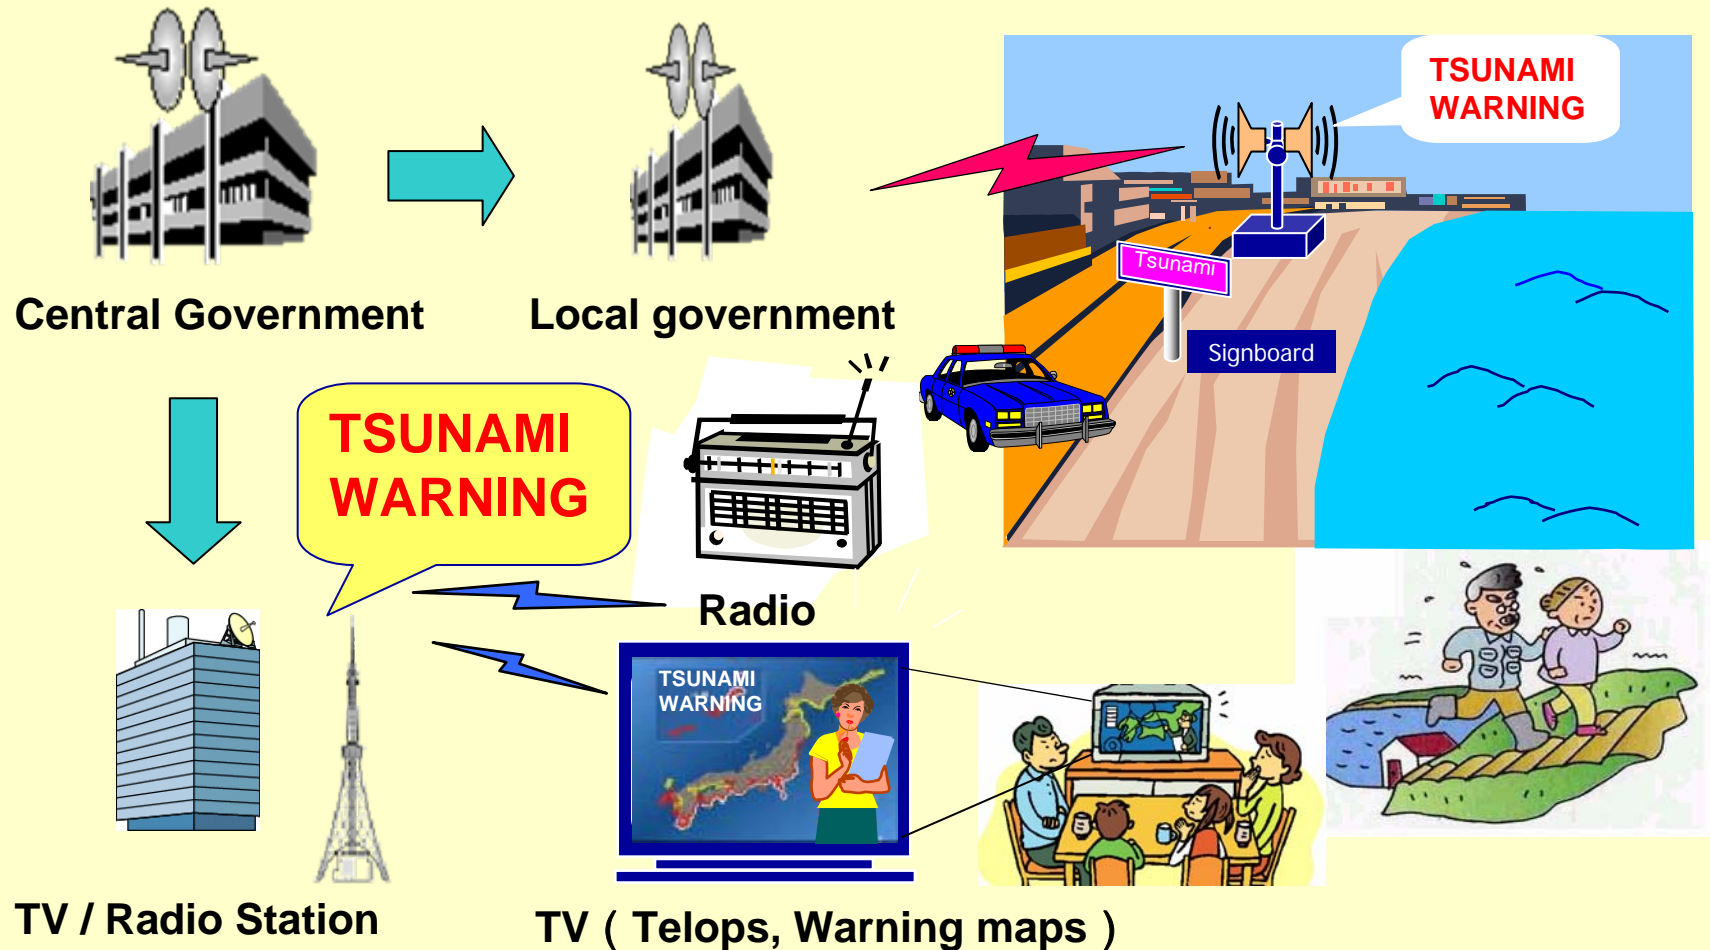 TSUNAMI
WARNING
Tsunami
Signboard
Central Government
Local government
TSUNAMI
WARNING
Radio
TSUNAMI
WARNING
TV / Radio Station
TV ( Telops, Warning maps )